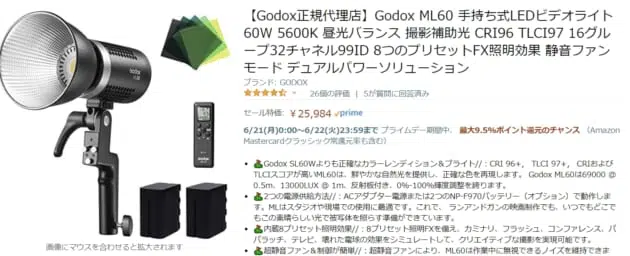 【Godox正規代理店】Godox ML60 手持ち式LEDビデオライト
60W 5600K 昼光バランス 撮影補助光 CRI96 TLCI97 16グル
ープ32チャネル99ID 8つのプリセットFX照明効果 静音ファン
モード デュアルパワーソリューション
ブランド: GODOX
26個の評価 | 5が質問に回答済み
セール特価: ￥25,984 prime
6/21(月)0:00～6/22(火)23:59まで プライムデー期間中、最大9.5%ポイント還元のチャンス （Amazon
Mastercardクラシック常還元率も含む）
Godox SL60Wよりも正確なカラーレンディション＆ブライト//：CRI 96+, TLCI 97+, CRIおよび
TLCIスコアが高いML60は、鮮やかな自然光を提供し、正確な色を再現します。 Godox ML60は69000 @
0.5m、13000LUX @ 1m。反射板付き、0%-100%輝度調整を誇ります。
2つの電源供給方法//：ACアダプター電源または2つのNP-F970バッテリー（オプション）で動作しま
す。MLはスタジオや現場での使用に最適です。これで、ランアンドガンの映画制作でも、いつでもどこで
もこの素晴らしい光で被写体を照らす準備ができています。
内蔵8プリセット照明効果//：8プリセット照明FXを備え、カミナリ、フラッシュ、コンファレンス、パパ
ラッチ、テレビ、壊れた電球の効果をシミュレートして、クリエイティブな撮影を実現可能です。
超静音ファン＆制御が簡単//：超静音ファンにより、ML60は作業中に無視できるノイズを維持できま
画像にマウスを合わせると拡大されます
Godox